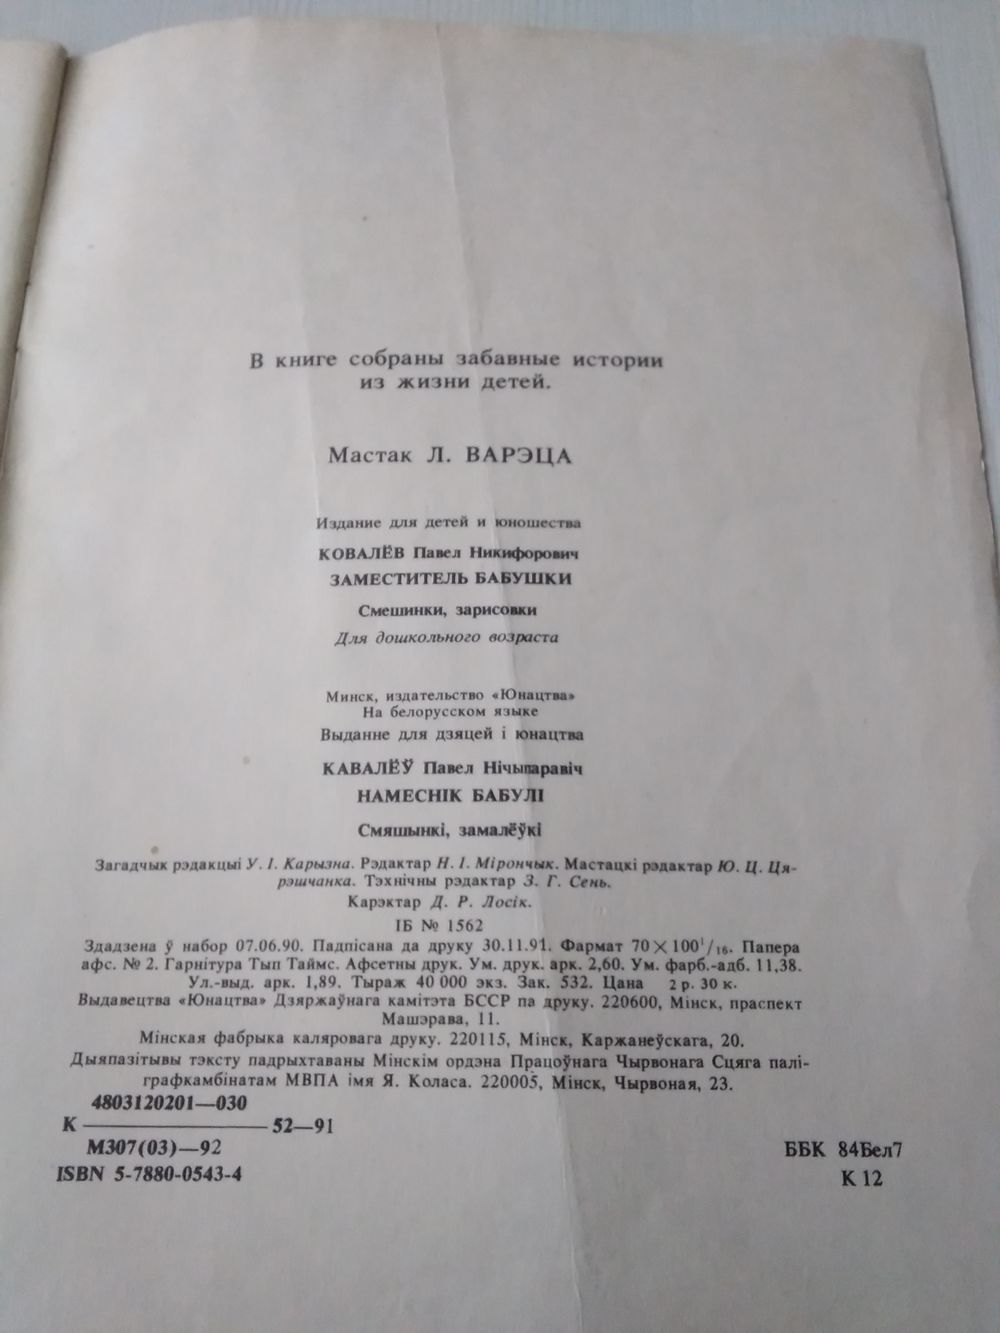 В книге собраны забавные истории
из жизни детей.
Мастак Л. ВАРЭЦА
Издание для детей и юношества
КОВАЛЁВ Павел Никифорович
ЗАМЕСТИТЕЛЬ БАБУШКИ
Смешинки, зарисовки
Для дошкольного возраста
Минск, издательство «Юнацтва»
На белорусском языке
Выданне для дзяцей і юнацтва
КАВАЛЁЎ Павел Нічыпаравіч
НАМЕСНІК БАБУЛІ
Смяшынкі, замалёўкі
Загадчык рэдакцыі У. І. Карызна. Рэдактар Н. І. Мірончык. Мастацкі рэдактар Ю. Ц. Ця-
рэшчанка. Тэхнічны рэдактар З. Г. Сень.
Карэктар Д. Р. Лосік.
ІБ № 1562
Здадзена ў набор 07.06.90. Падпісана да друку 30.11.91. Фармат 70×100¹/₁₆. Папера
афс. № 2. Гарнітура Тып Таймс. Афсетны друк. Ум. друк. арк. 2,60. Ум. фарб.-адб. 11,38.
Ул.-выд. арк. 1,89. Тыраж 40 000 экз. Зак. 532. Цана 2 р. 30 к.
Выдавецтва «Юнацтва» Дзяржаўнага камітэта БССР па друку. 220600, Мінск, праспект
Машэрава, 11.
Мінская фабрыка каляровага друку. 220115, Мінск, Каржанеўскага, 20.
Дыяпазітывы тэксту падрыхтаваны Мінскім ордэна Працоўнага Чырвонага Сцяга палі-
графкамбінатам МВПА імя Я. Коласа. 220005, Мінск, Чырвоная, 23.
4803120201—030
К ———— 52—91
М307(03)—92
ISBN 5-7880-0543-4
ББК 84Бел7
К 12